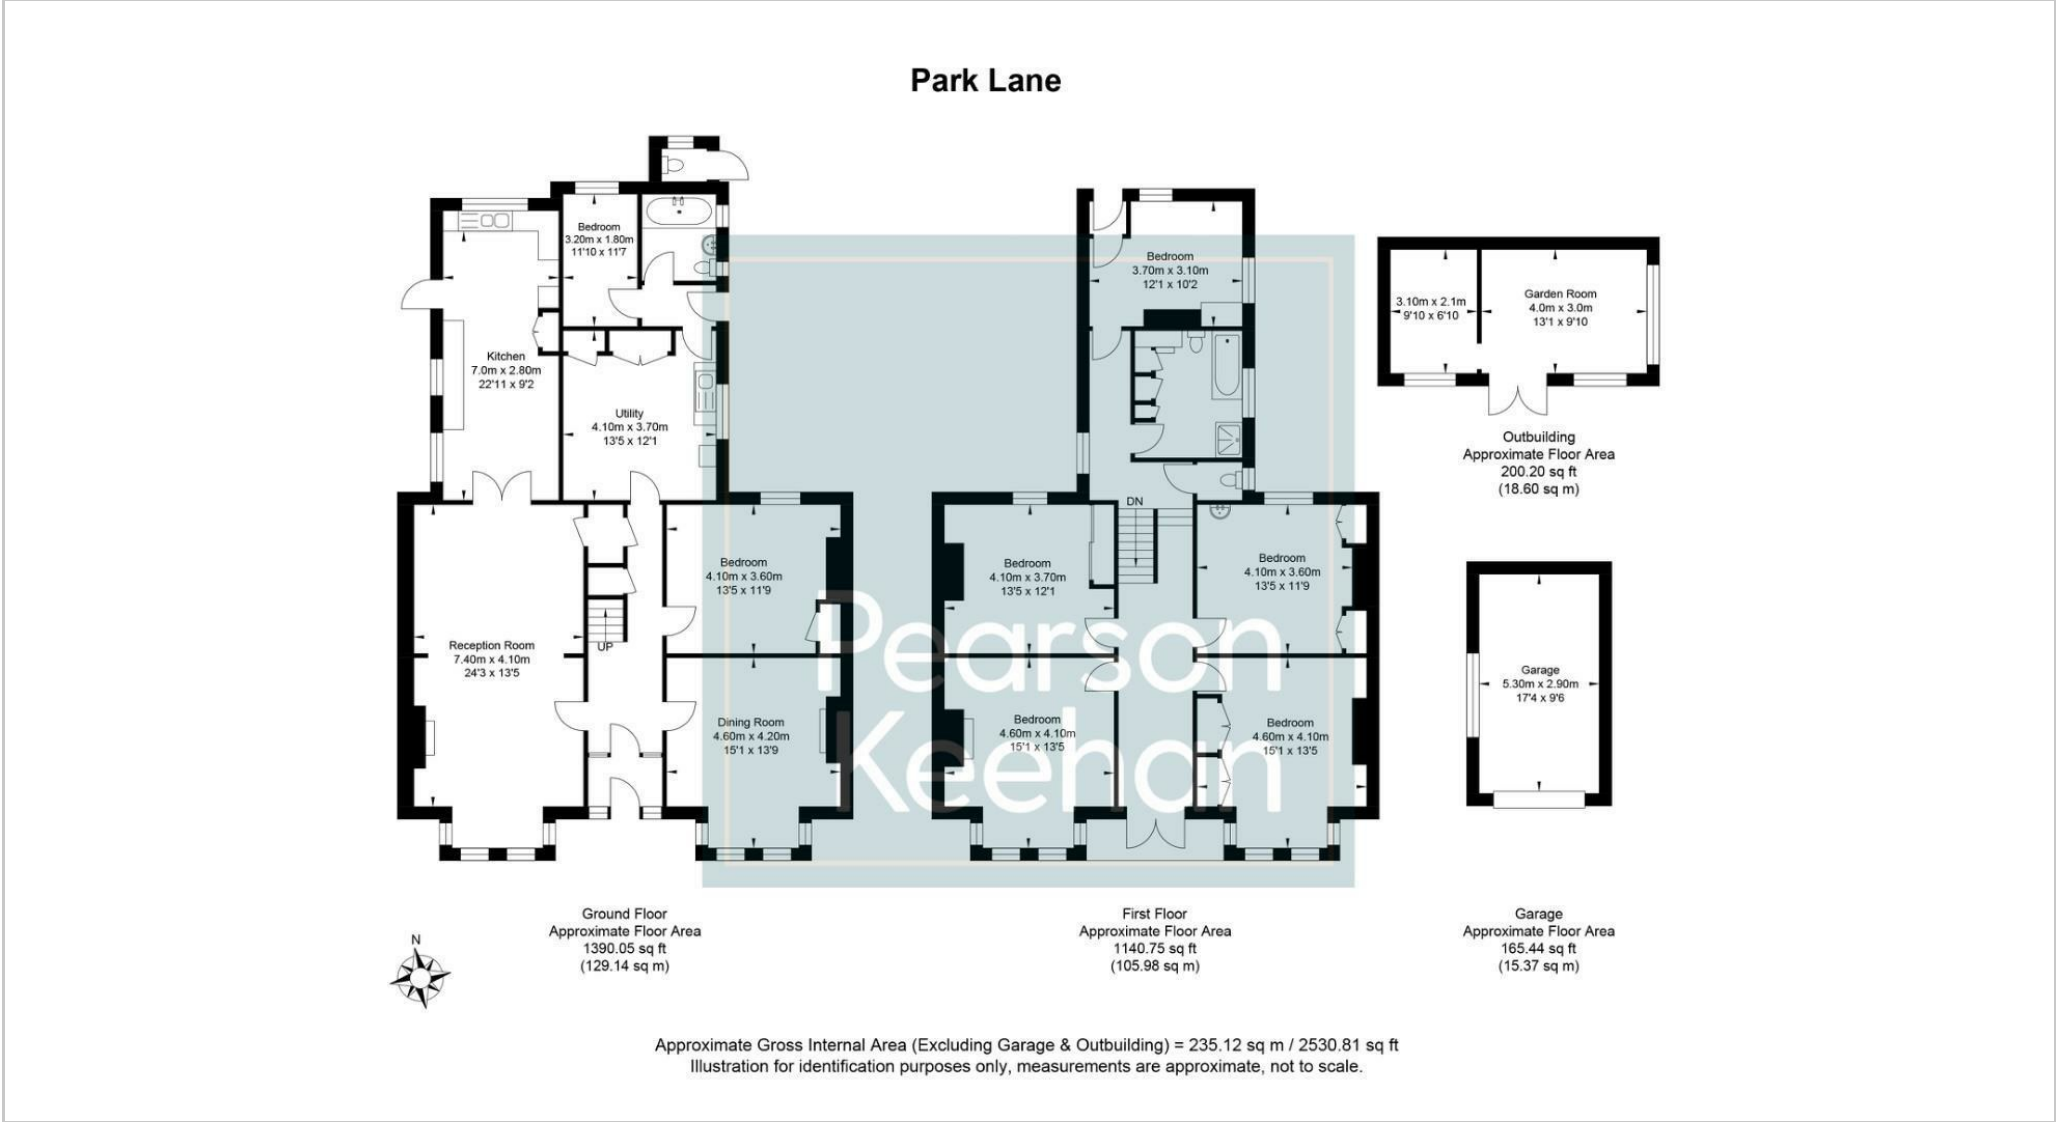 Park Lane
Bedroom
3.20m x 1.80m
11'10 x 11'7
Kitchen
7.0m x 2.80m
22'11 x 9'2
Utility
4.10m x 3.70m
13'5 x 12'1
Bedroom
4.10m x 3.60m
13'5 x 11'9
Reception Room
7.40m x 4.10m
24'3 x 13'5
UP
Dining Room
4.60m x 4.20m
15'1 x 13'9
Ground Floor
Approximate Floor Area
1390.05 sq ft
(129.14 sq m)
Bedroom
3.70m x 3.10m
12'1 x 10'2
DN
Bedroom
4.10m x 3.70m
13'5 x 12'1
Bedroom
4.10m x 3.60m
13'5 x 11'9
Bedroom
4.60m x 4.10m
15'1 x 13'5
Bedroom
4.60m x 4.10m
15'1 x 13'5
First Floor
Approximate Floor Area
1140.75 sq ft
(105.98 sq m)
Pearson
Keehan
3.10m x 2.1m
9'10 x 6'10
Garden Room
4.0m x 3.0m
13'1 x 9'10
Outbuilding
Approximate Floor Area
200.20 sq ft
(18.60 sq m)
Garage
5.30m x 2.90m
17'4 x 9'6
Garage
Approximate Floor Area
165.44 sq ft
(15.37 sq m)
N
Approximate Gross Internal Area (Excluding Garage & Outbuilding) = 235.12 sq m / 2530.81 sq ft
Illustration for identification purposes only, measurements are approximate, not to scale.